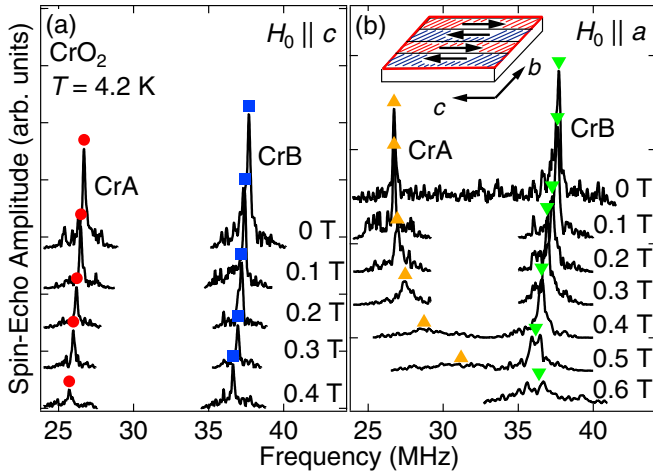 (a)
CrO2
T = 4.2 K
H0 || c
CrA
CrB
0 T
0.1 T
0.2 T
0.3 T
0.4 T
(b)
H0 || a
b
c
CrA
CrB
0 T
0.1 T
0.2 T
0.3 T
0.4 T
0.5 T
0.6 T
25 30 35 40 25 30 35 40
Frequency (MHz)
Spin-Echo Amplitude (arb. units)